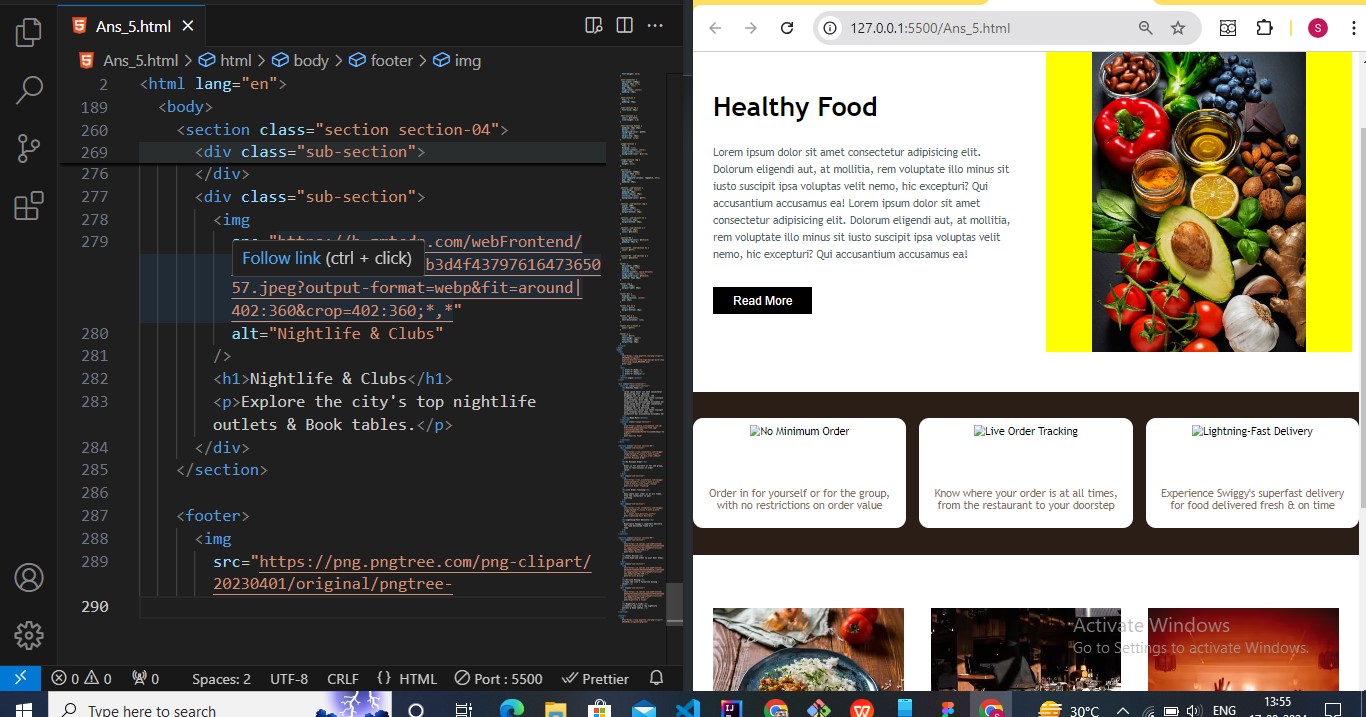 Ans_5.html
Ans_5.html > html > body > footer > img
2 <html lang="en">
189 <body>
260 <section class="section section-04">
269 <div class="sub-section">
276 </div>
277 <div class="sub-section">
278 <img
279 .com/webFrontend/
Follow link (ctrl + click) b3d4f43797616473650
57.jpeg?output-format=webp&fit=around|
402:360&crop=402:360;*,*"
280 alt="Nightlife & Clubs"
281 />
282 <h1>Nightlife & Clubs</h1>
283 <p>Explore the city's top nightlife
outlets & Book tables.</p>
284 </div>
285 </section>
286
287 <footer>
288 <img
289 src="https://png.pngtree.com/png-clipart/
20230401/original/pngtree-
290
0 0 0 Spaces: 2 UTF-8 CRLF {} HTML Port : 5500 Prettier
127.0.0.1:5500/Ans_5.html
S
Healthy Food
Lorem ipsum dolor sit amet consectetur adipisicing elit.
Dolorum eligendi aut, at mollitia, rem voluptate illo minus sit
iusto suscipit ipsa voluptas velit nemo, hic excepturi? Qui
accusantium accusamus ea! Lorem ipsum dolor sit amet
consectetur adipisicing elit. Dolorum eligendi aut, at mollitia,
rem voluptate illo minus sit iusto suscipit ipsa voluptas velit
nemo, hic excepturi? Qui accusantium accusamus ea!
Read More
No Minimum Order
Order in for yourself or for the group,
with no restrictions on order value
Live Order Tracking
Know where your order is at all times,
from the restaurant to your doorstep
Lightning-Fast Delivery
Experience Swiggy's superfast delivery
for food delivered fresh & on time
Activate Windows
Go to Settings to activate Windows.
Type here to search
30°C ENG 13:55